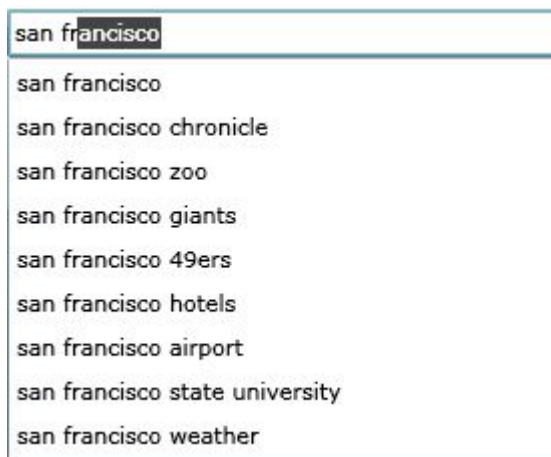 san francisco
san francisco
san francisco chronicle
san francisco zoo
san francisco giants
san francisco 49ers
san francisco hotels
san francisco airport
san francisco state university
san francisco weather